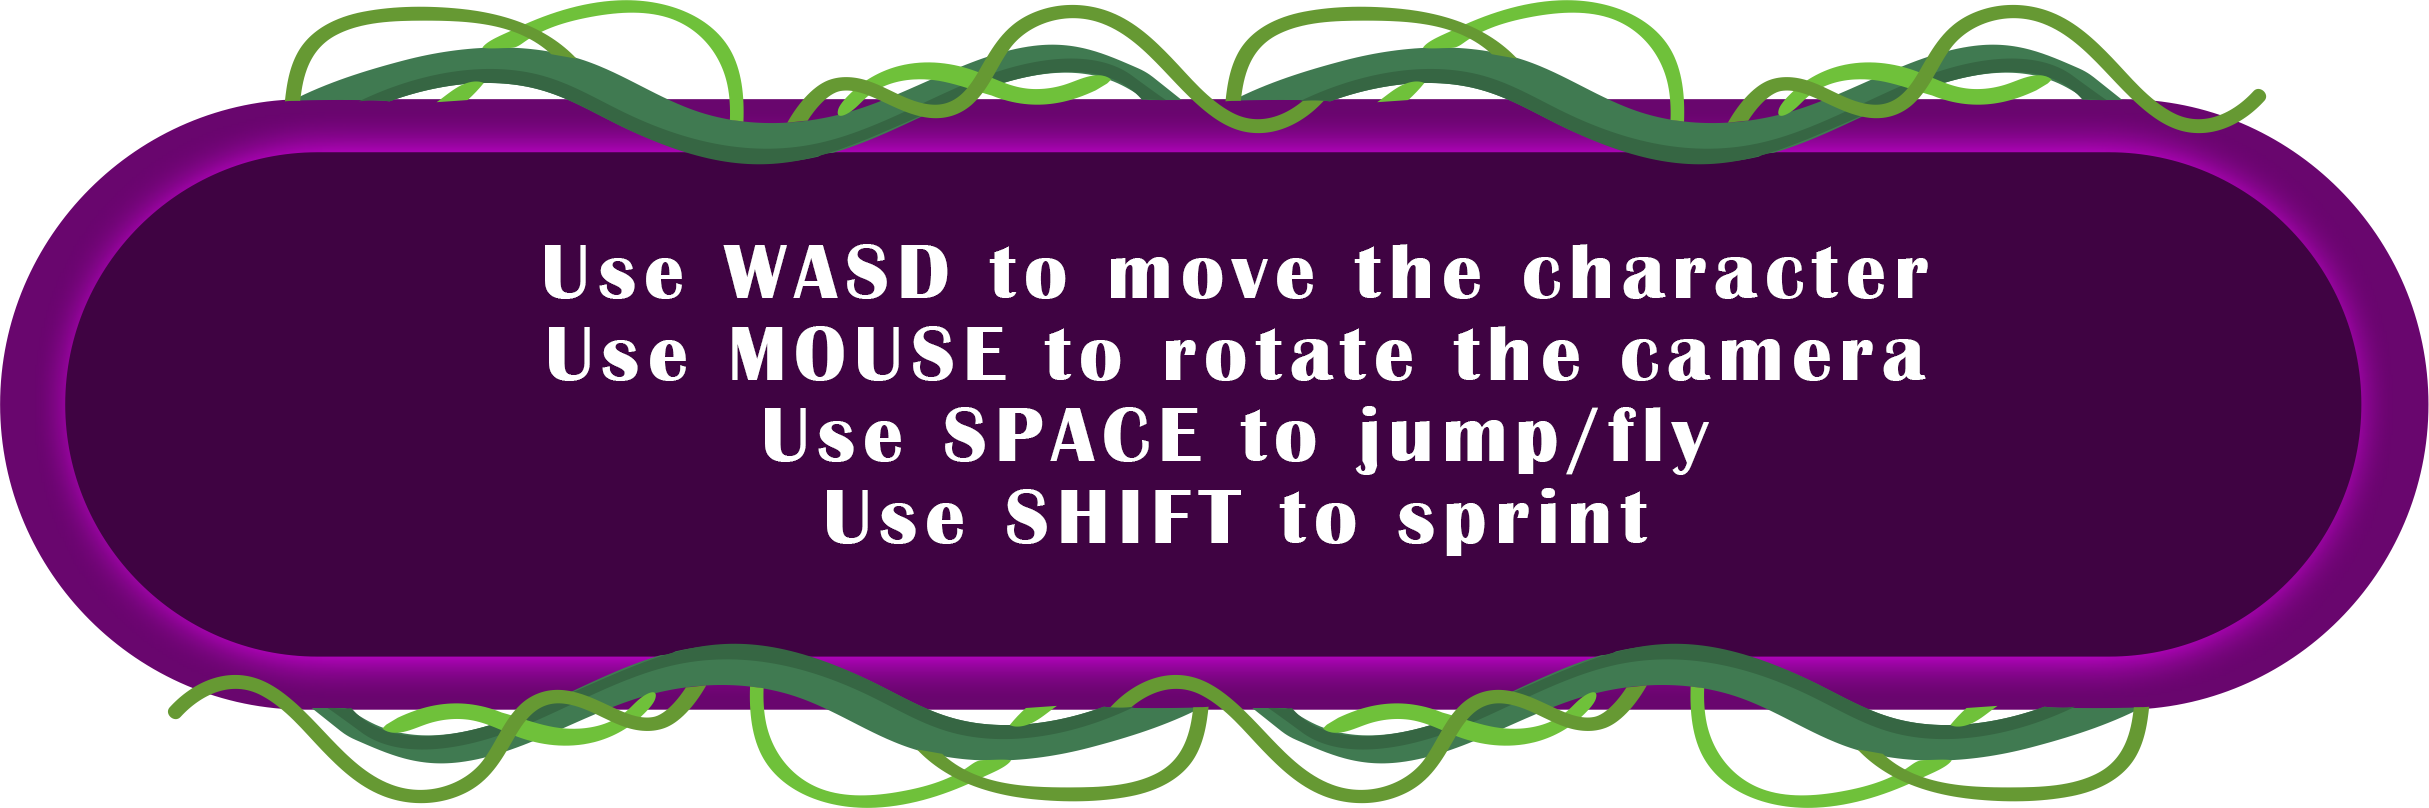 Use WASD to move the character
Use MOUSE to rotate the camera
Use SPACE to jump/fly
Use SHIFT to sprint